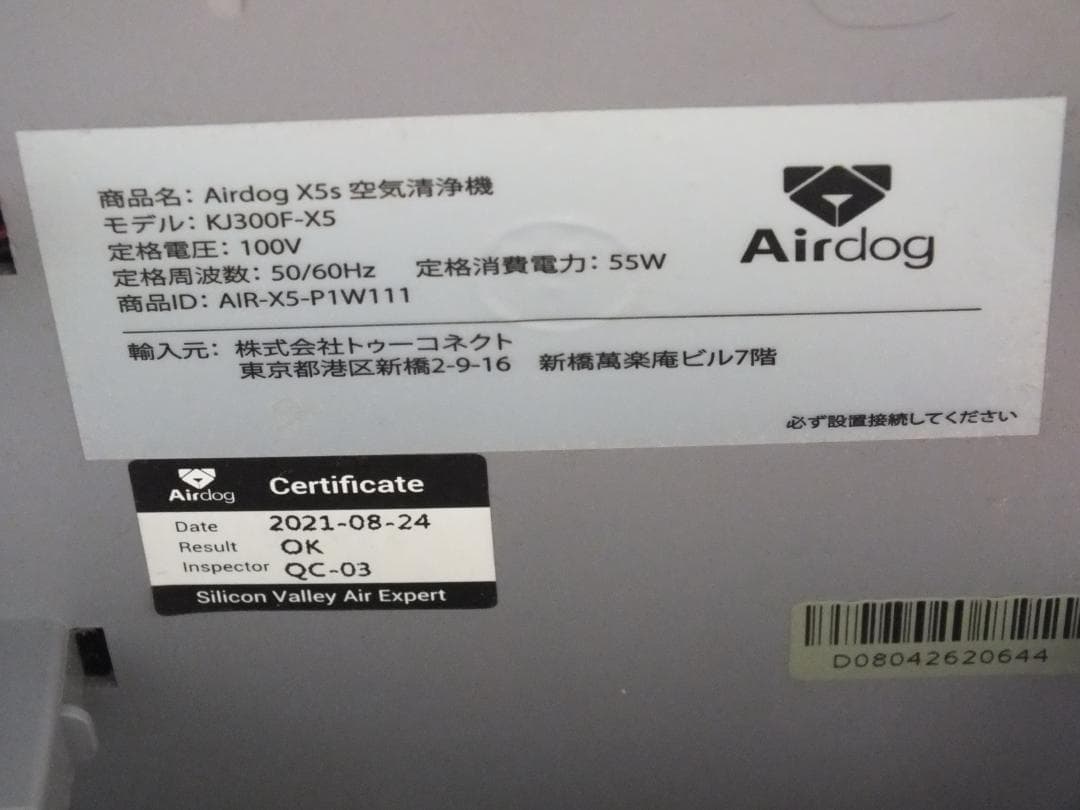 商品名: Airdog X5s 空気清浄機
モデル: KJ300F-X5
定格電圧: 100V
定格周波数: 50/60Hz 定格消費電力: 55W
商品ID: AIR-X5-P1W111
Airdog
輸入元: 株式会社トゥーコネクト
東京都港区新橋2-9-16 新橋萬楽庵ビル7階
必ず設置接続してください
Airdog Certificate
Date 2021-08-24
Result OK
Inspector QC-03
Silicon Valley Air Expert
D08042620644